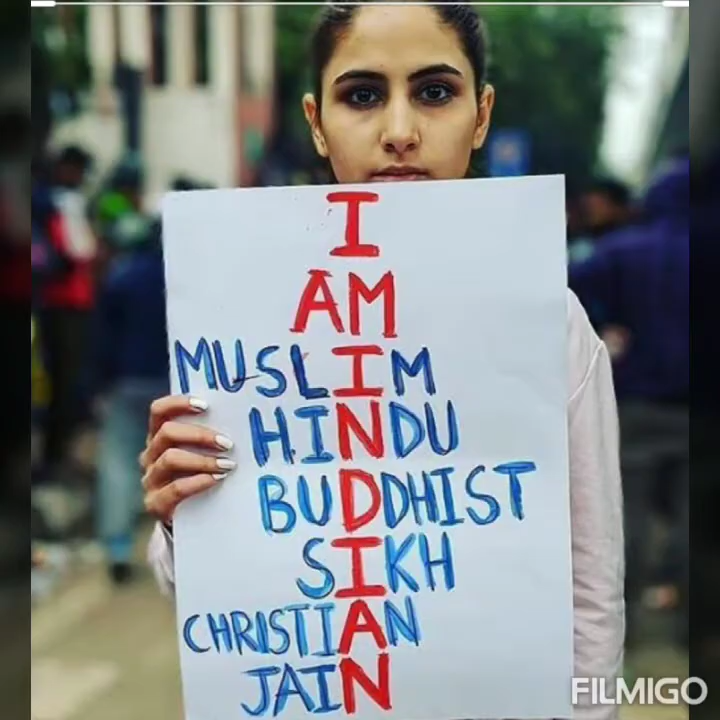 I
AM
MUSLIM
HINDU
BUDDHIST
SIKH
CHRISTIAN
JAIN
FILMIGO